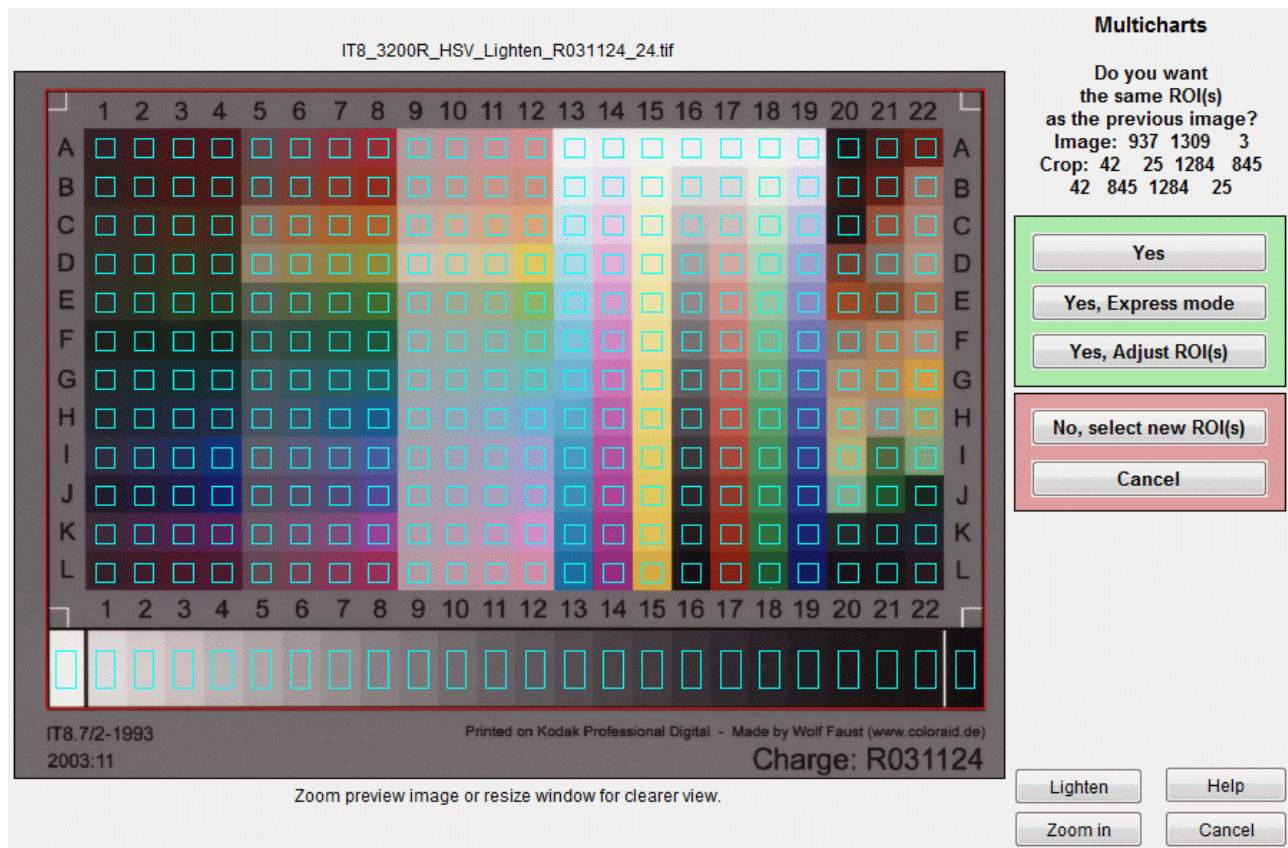 IT8_3200R_HSV_Lighten_R031124_24.tif
1 2 3 4 5 6 7 8 9 10 11 12 13 14 15 16 17 18 19 20 21 22
A A
B B
C C
D D
E E
F F
G G
H H
I I
J J
K K
L L
1 2 3 4 5 6 7 8 9 10 11 12 13 14 15 16 17 18 19 20 21 22
IT8.7/2-1993
Printed on Kodak Professional Digital - Made by Wolf Faust (www.coloraid.de)
2003:11
Charge: R031124
Zoom preview image or resize window for clearer view.
Multicharts
Do you want
the same ROI(s)
as the previous image?
Image: 937 1309 3
Crop: 42 25 1284 845
42 845 1284 25
Yes
Yes, Express mode
Yes, Adjust ROI(s)
No, select new ROI(s)
Cancel
Lighten
Help
Zoom in
Cancel